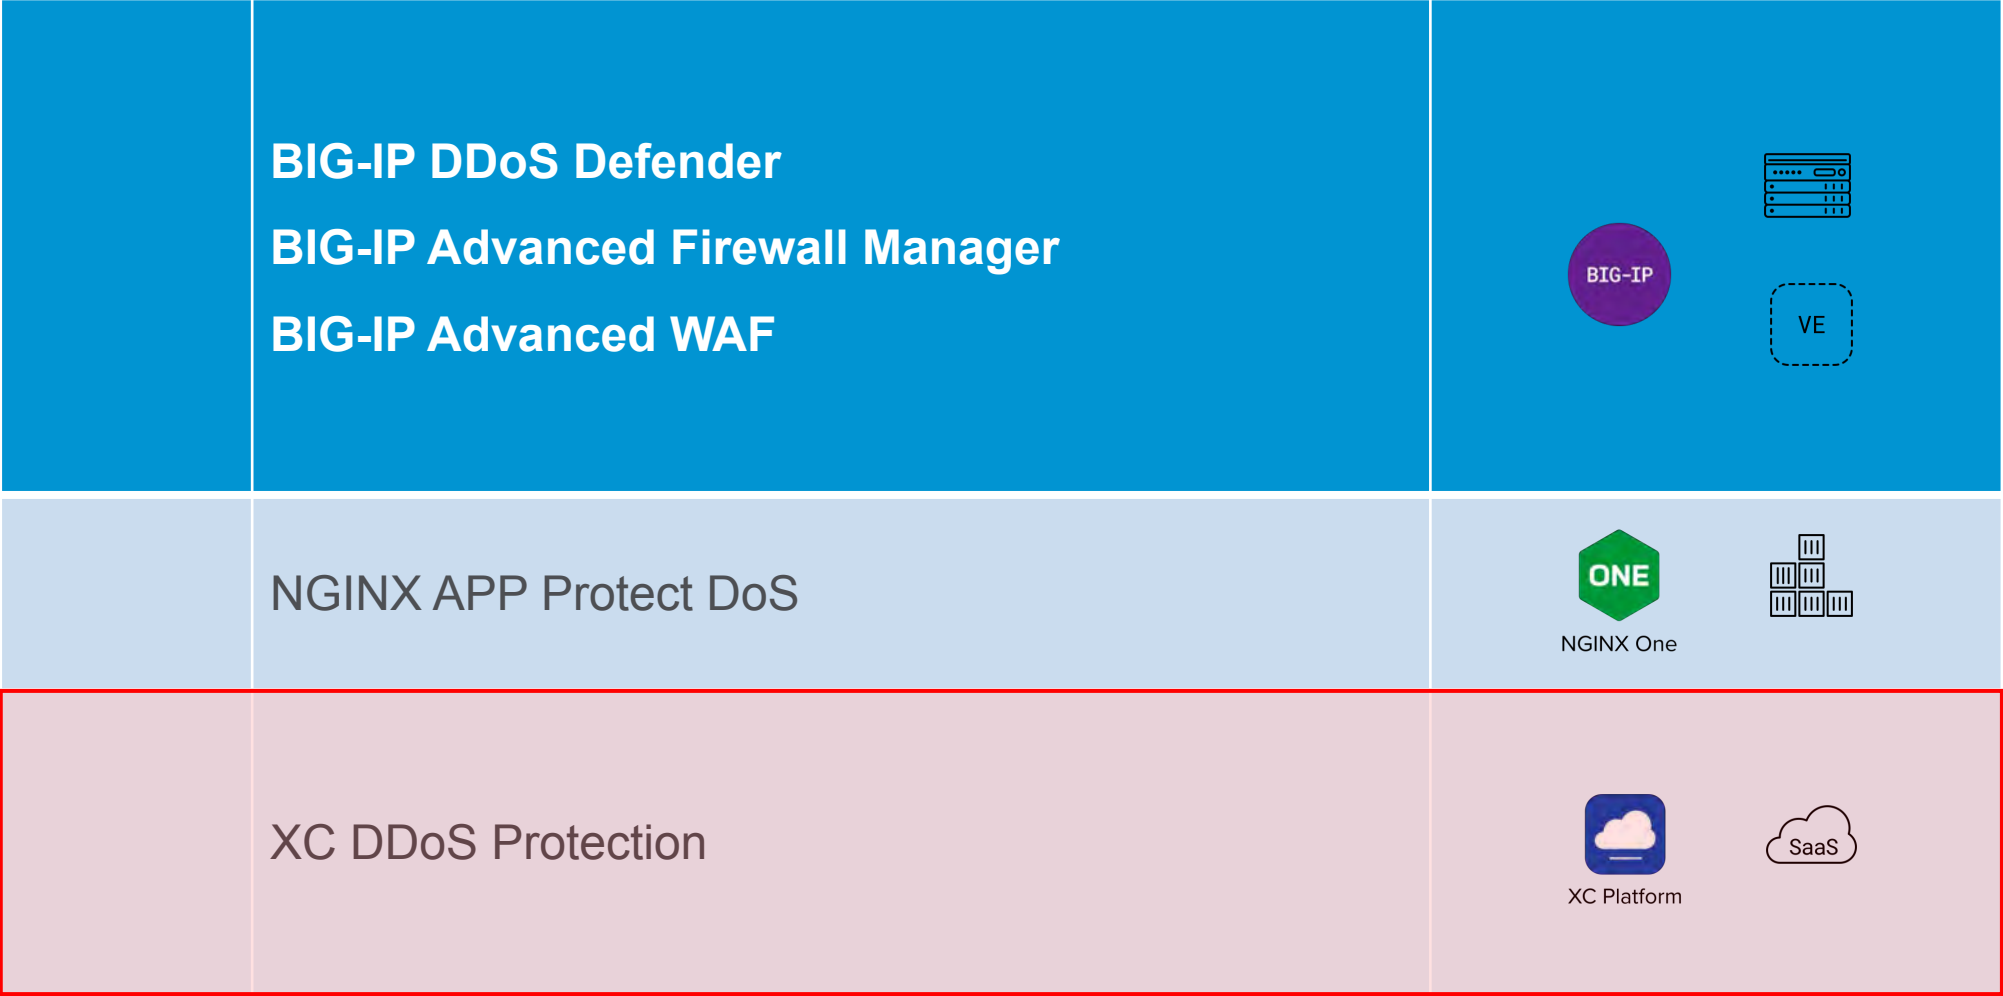 BIG-IP DDoS Defender
BIG-IP Advanced Firewall Manager
BIG-IP Advanced WAF
BIG-IP
VE
NGINX APP Protect DoS
ONE
NGINX One
XC DDoS Protection
SaaS
XC Platform